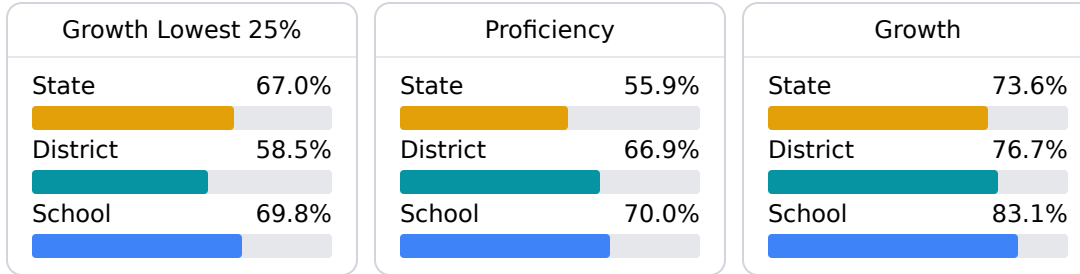 Growth Lowest 25%
State 67.0%
District 58.5%
School 69.8%
Proficiency
State 55.9%
District 66.9%
School 70.0%
Growth
State 73.6%
District 76.7%
School 83.1%